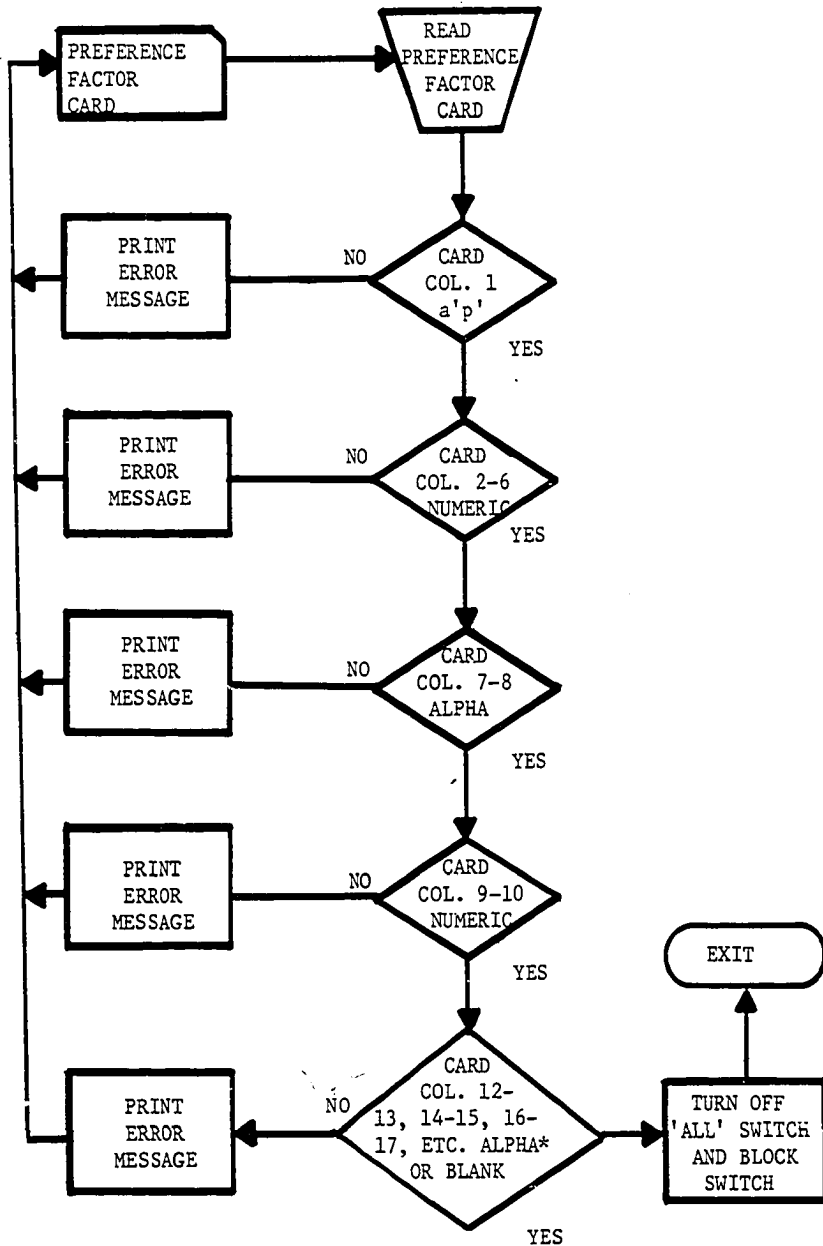 PREFERENCE
FACTOR
CARD
READ
PREFERENCE
FACTOR
CARD
PRINT
ERROR
MESSAGE
NO
CARD
COL. 1
a'p'
YES
PRINT
ERROR
MESSAGE
NO
CARD
COL. 2-6
NUMERIC
YES
PRINT
ERROR
MESSAGE
NO
CARD
COL. 7-8
ALPHA
YES
PRINT
ERROR
MESSAGE
NO
CARD
COL. 9-10
NUMERIC
YES
EXIT
PRINT
ERROR
MESSAGE
NO
CARD
COL. 12-
13, 14-15, 16-
17, ETC. ALPHA*
OR BLANK
YES
TURN OFF
'ALL' SWITCH
AND BLOCK
SWITCH